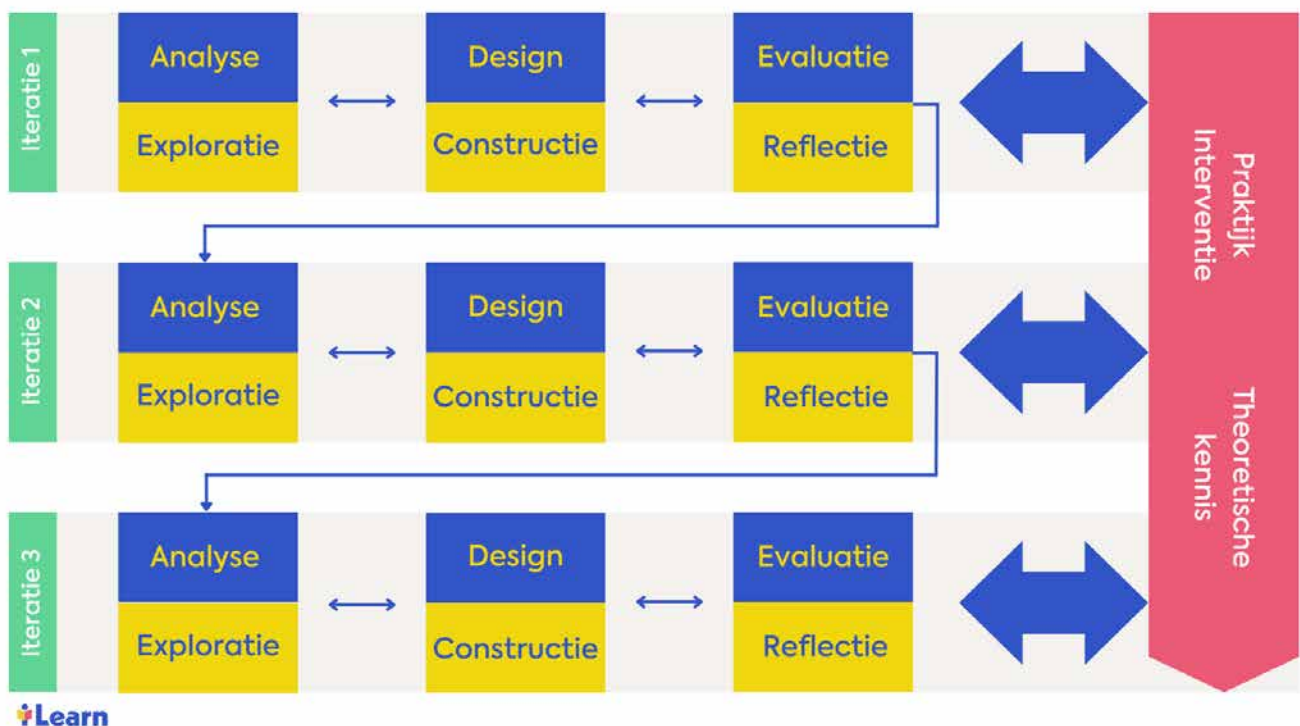 Iteratie 1
Analyse
Exploratie
Design
Constructie
Evaluatie
Reflectie
Iteratie 2
Analyse
Exploratie
Design
Constructie
Evaluatie
Reflectie
Iteratie 3
Analyse
Exploratie
Design
Constructie
Evaluatie
Reflectie
Praktijk
Interventie
Theoretische
kennis
iLearn